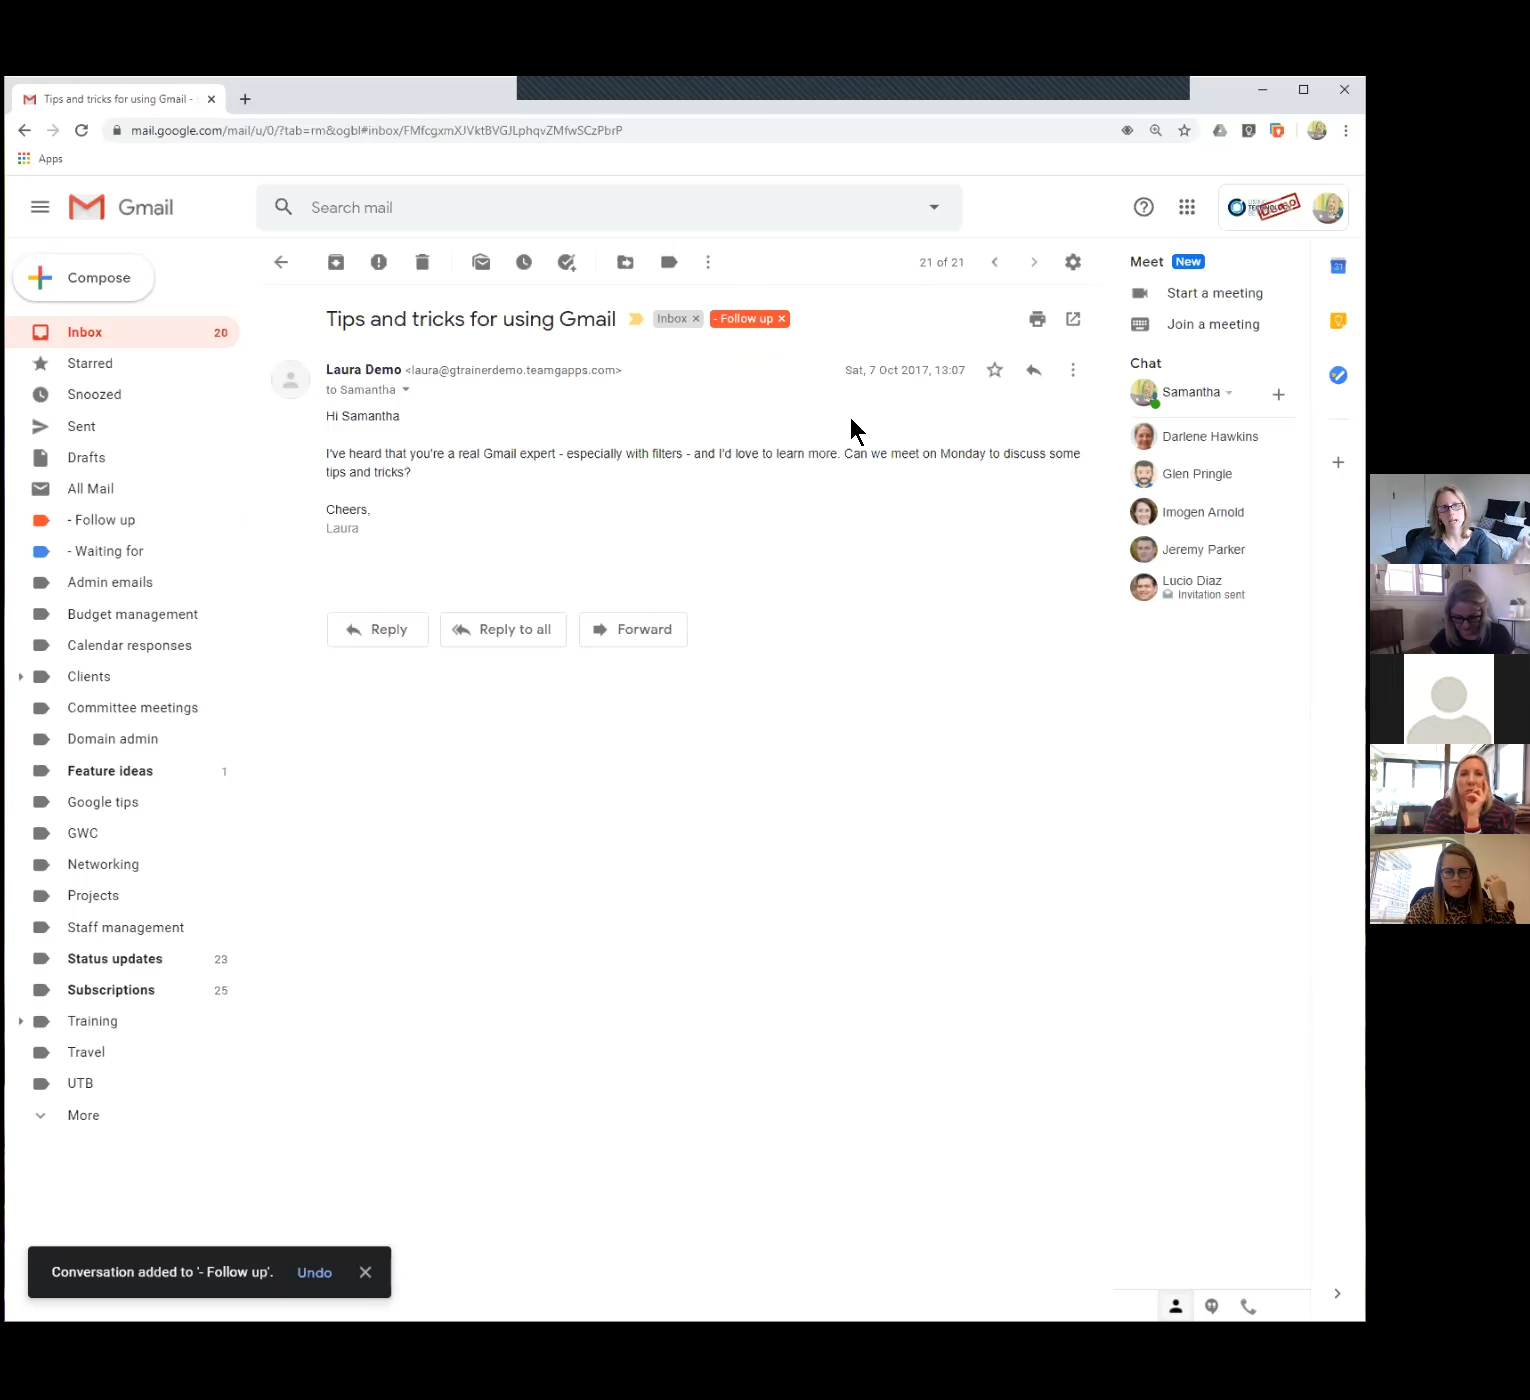 Tips and tricks for using Gmail -
mail.google.com/mail/u/0/?tab=rm&ogbl#inbox/FMfcgxmXJVktBVGJLphqvZMfwSCzPbrP
Apps
Gmail
Search mail
Compose
Inbox 20
Starred
Snoozed
Sent
Drafts
All Mail
- Follow up
- Waiting for
Admin emails
Budget management
Calendar responses
Clients
Committee meetings
Domain admin
Feature ideas 1
Google tips
GWC
Networking
Projects
Staff management
Status updates 23
Subscriptions 25
Training
Travel
UTB
More
21 of 21
Tips and tricks for using Gmail Inbox × - Follow up ×
Laura Demo <laura@gtrainerdemo.teamgapps.com> Sat, 7 Oct 2017, 13:07
to Samantha
Hi Samantha
I've heard that you're a real Gmail expert - especially with filters - and I'd love to learn more. Can we meet on Monday to discuss some
tips and tricks?
Cheers,
Laura
Reply Reply to all Forward
Meet New
Start a meeting
Join a meeting
Chat
Samantha
Darlene Hawkins
Glen Pringle
Imogen Arnold
Jeremy Parker
Lucio Diaz
Invitation sent
31
Conversation added to '- Follow up'. Undo